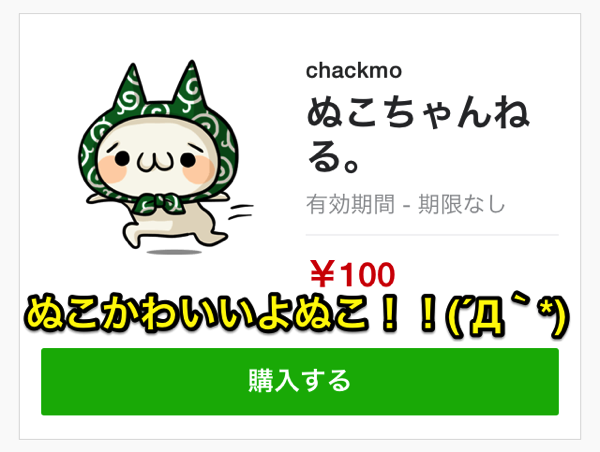 chackmo
ぬこちゃんね
る。
有効期間 - 期限なし
￥100
ぬこかわいいよぬこ！！(´Д｀*)
購入する